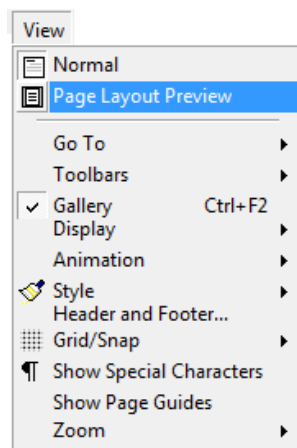 View
Normal
Page Layout Preview
Go To
Toolbars
Gallery Ctrl+F2
Display
Animation
Style
Header and Footer...
Grid/Snap
Show Special Characters
Show Page Guides
Zoom